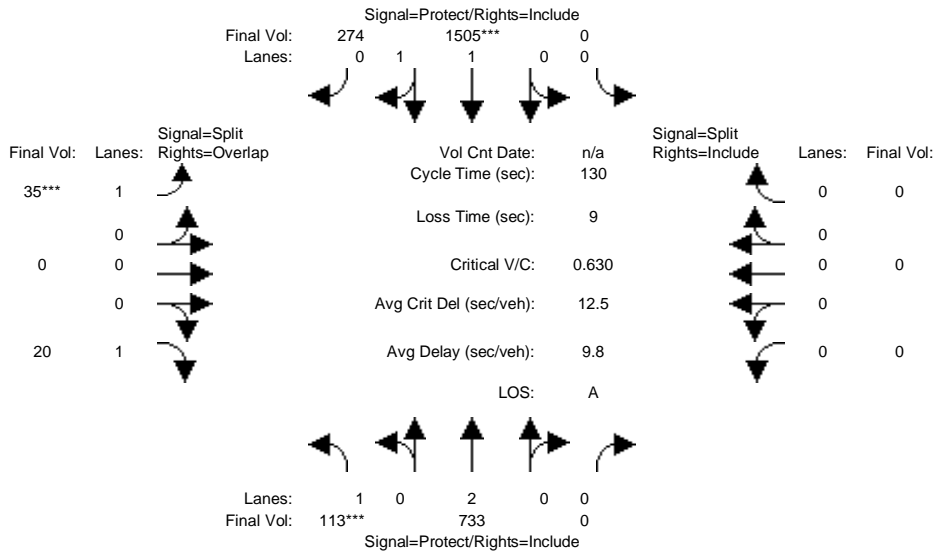 Signal=Protect/Rights=Include
Final Vol: 274 1505*** 0
Lanes: 0 1 1 0 0
Signal=Split
Final Vol: Lanes: Rights=Overlap
Vol Cnt Date: n/a
Signal=Split
Rights=Include Lanes: Final Vol:
Cycle Time (sec): 130
35*** 1
0 0
Loss Time (sec): 9
0
0
0 0
Critical V/C: 0.630
0 0
0
Avg Crit Del (sec/veh): 12.5
0
20 1
Avg Delay (sec/veh): 9.8
0 0
LOS: A
Lanes: 1 0 2 0 0
Final Vol: 113*** 733 0
Signal=Protect/Rights=Include